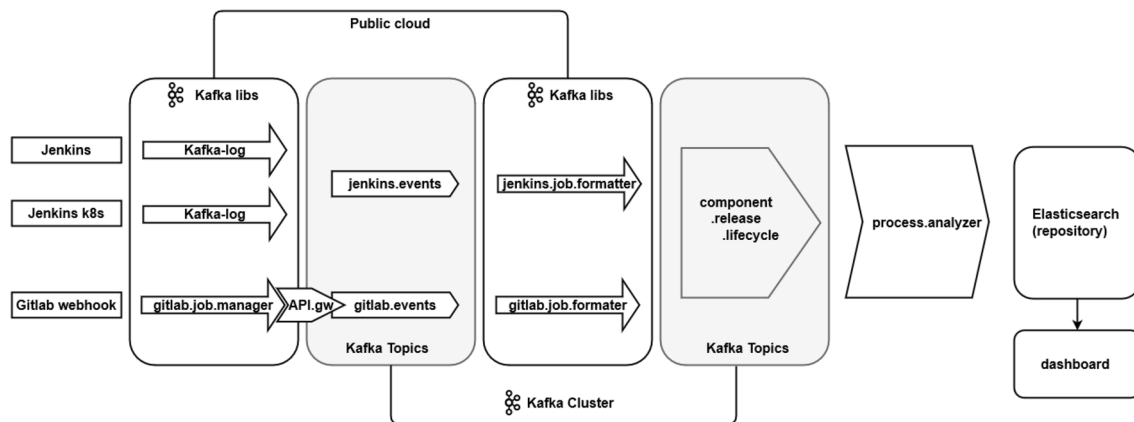 Public cloud
Kafka libs
Kafka libs
Jenkins
Kafka-log
jenkins.events
jenkins.job.formatter
Jenkins k8s
Kafka-log
component
.release
.lifecycle
process.analyzer
Elasticsearch
(repository)
Gitlab webhook
gitlab.job.manager
API.gw
gitlab.events
gitlab.job.formater
Kafka Topics
Kafka Topics
dashboard
Kafka Cluster